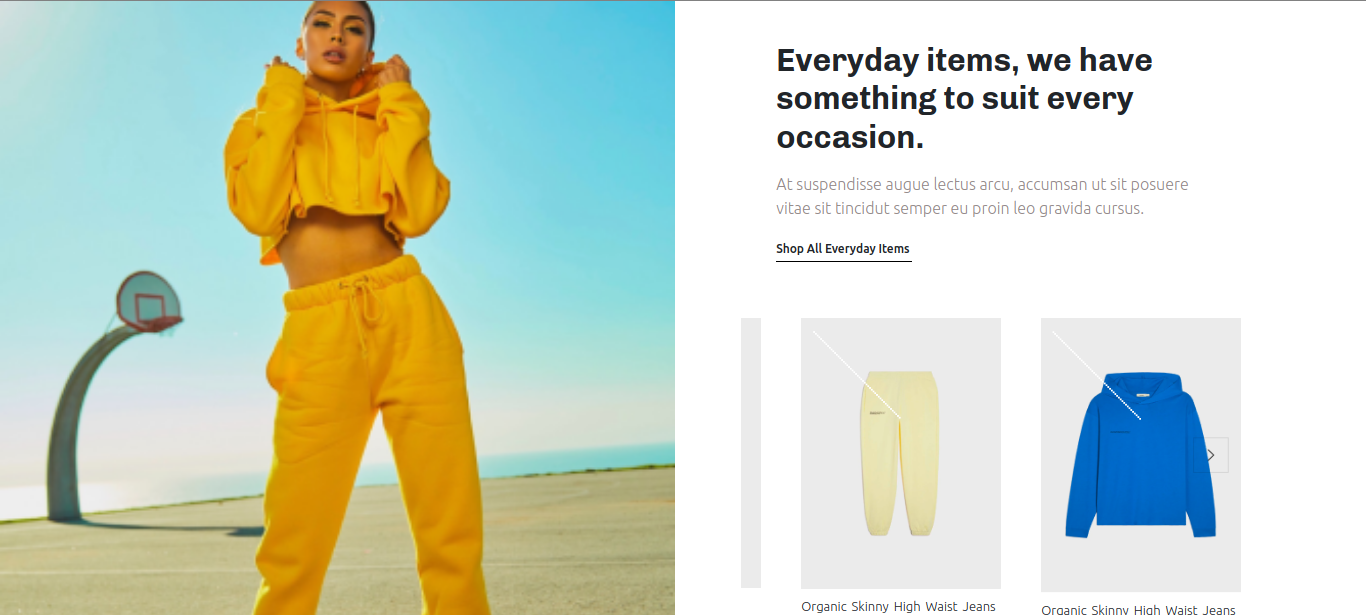 Everyday items, we have
something to suit every
occasion.
At suspendisse augue lectus arcu, accumsan ut sit posuere
vitae sit tincidunt semper eu proin leo gravida cursus.
Shop All Everyday Items
Organic Skinny High Waist Jeans
Organic Skinny High Waist Jeans